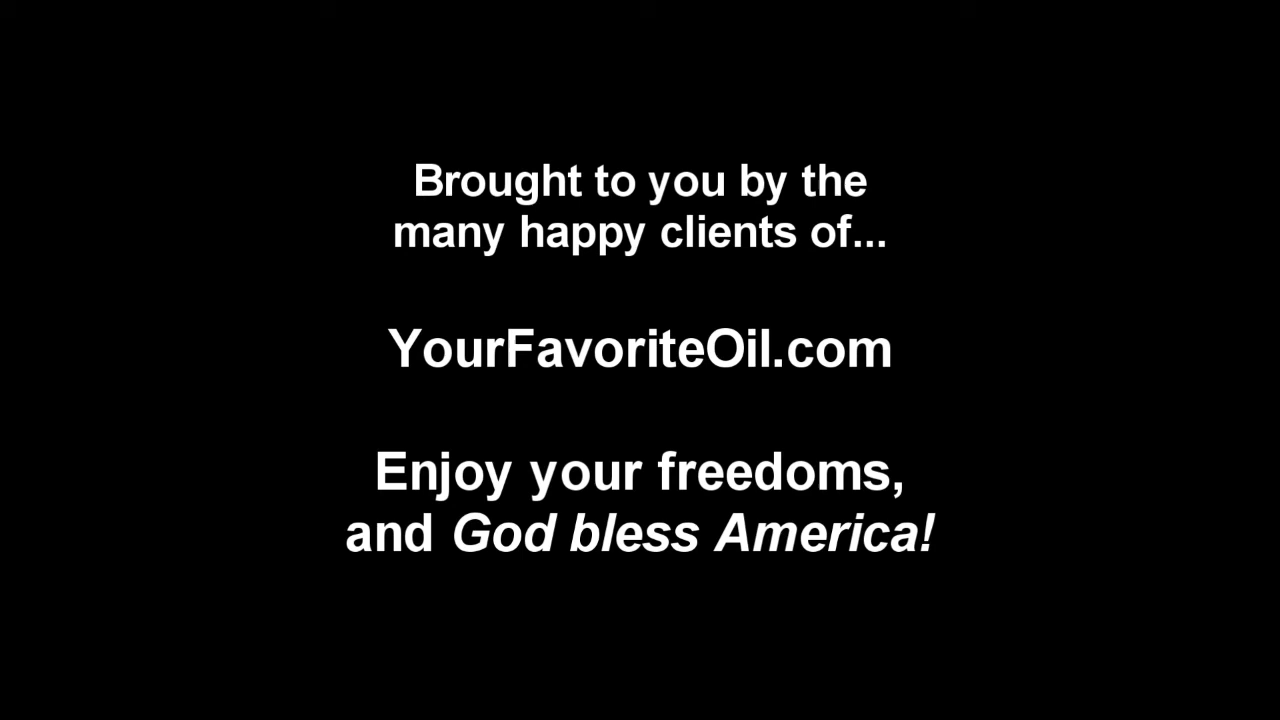 Brought to you by the
many happy clients of...
YourFavoriteOil.com
Enjoy your freedoms,
and God bless America!